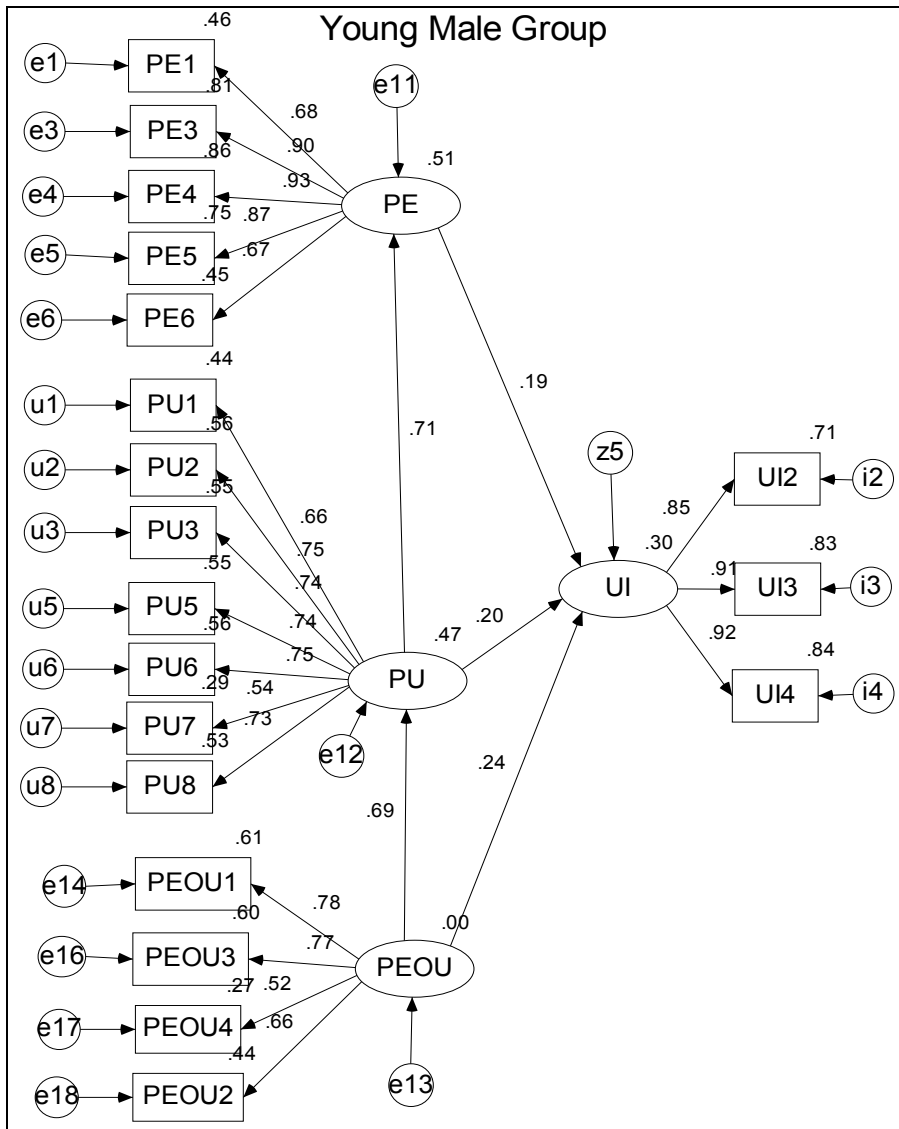 Young Male Group
.46
e1
PE1
.81
.68
e11
e3
PE3
.86
.90
.51
e4
PE4
.93
PE
.75
.87
e5
PE5
.67
.45
e6
PE6
.44
.19
u1
PU1
.56
.71
z5
.71
u2
PU2
UI2
i2
.55
.85
u3
PU3
.66
.30
.83
.55
.75
.91
.74
UI
UI3
i3
u5
PU5
.74
.20
.92
.56
.75
.47
.84
u6
PU6
PU
UI4
i4
.29
.54
u7
PU7
.73
e12
.53
u8
PU8
.24
.69
.61
e14
PEOU1
.78
.60
.00
.77
e16
PEOU3
PEOU
.27
.52
e17
PEOU4
.66
.44
e13
e18
PEOU2